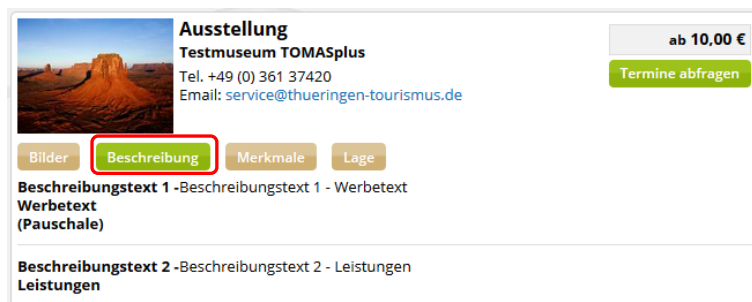 Ausstellung
Testmuseum TOMASplus
Tel. +49 (0) 361 37420
Email: service@thueringen-tourismus.de
ab 10,00 €
Termine abfragen
Bilder Beschreibung Merkmale Lage
Beschreibungstext 1 -Beschreibungstext 1 - Werbetext
Werbetext
(Pauschale)
Beschreibungstext 2 -Beschreibungstext 2 - Leistungen
Leistungen